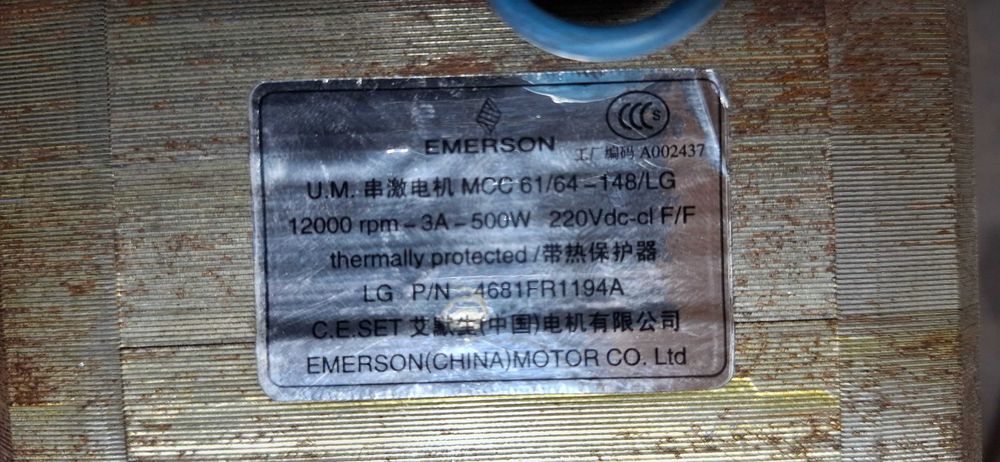 EMERSON
CCC S
工厂编码 A002437
U.M. 串激电机 MCC 61/64-148/LG
12000 rpm-3A-500W 220Vdc-cl F/F
thermally protected/带热保护器
LG P/N 4681FR1194A
C.E.SET 艾默生(中国)电机有限公司
EMERSON(CHINA)MOTOR CO. Ltd